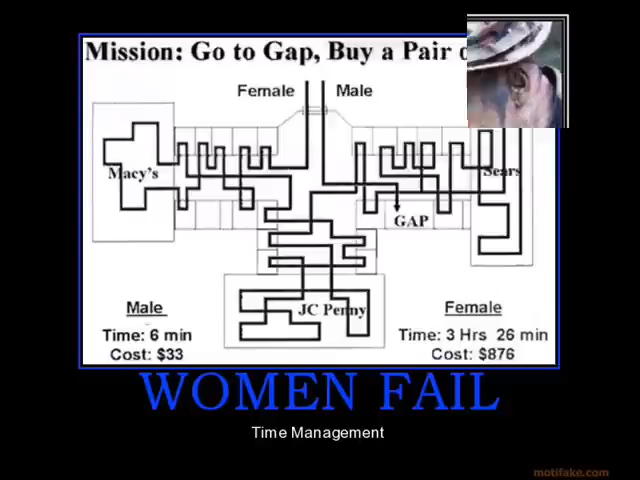 Mission: Go to Gap, Buy a Pair
Female Male
Macy's
Sears
GAP
JC Penny
Male
Time: 6 min
Cost: $33
Female
Time: 3 Hrs 26 min
Cost: $876
WOMEN FAIL
Time Management
motifake.com